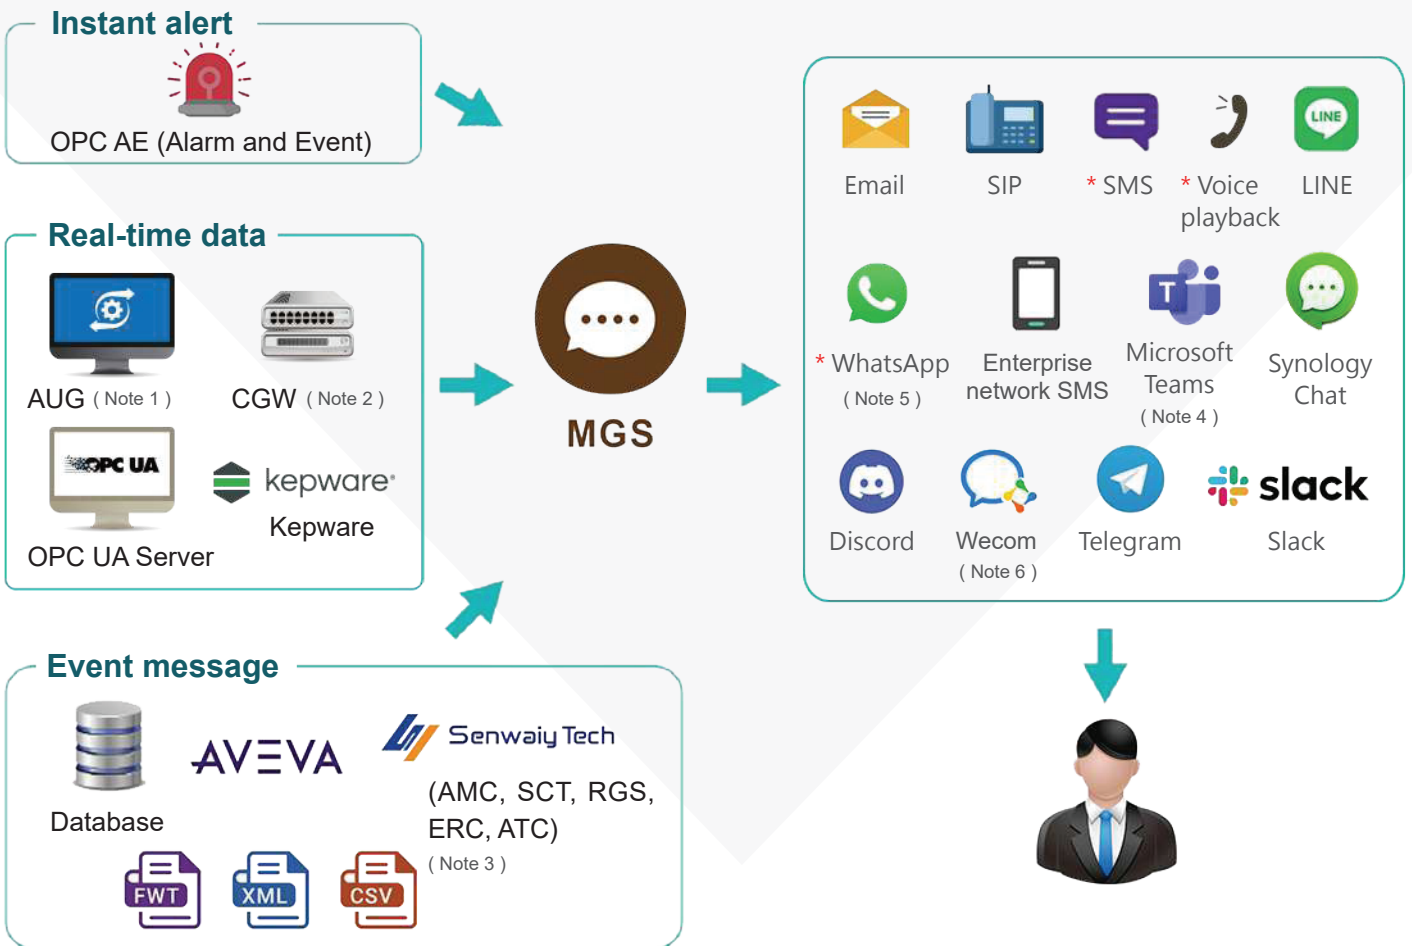 Instant alert
OPC AE (Alarm and Event)
Real-time data
AUG ( Note 1 )
CGW ( Note 2 )
OPC UA
OPC UA Server
kepware®
Kepware
Event message
Database
AVEVA
Senwaiy Tech
(AMC, SCT, RGS,
ERC, ATC)
( Note 3 )
FWT
XML
CSV
MGS
Email
SIP
* SMS
* Voice
playback
LINE
LINE
* WhatsApp
( Note 5 )
Enterprise
network SMS
T
Microsoft
Teams
( Note 4 )
Synology
Chat
Discord
Wecom
( Note 6 )
Telegram
slack
Slack